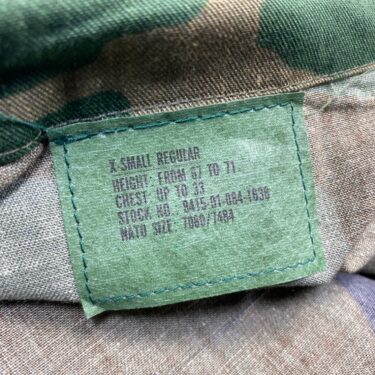 X SMALL REGULAR
HEIGHT: FROM 67 TO 71
CHEST: UP TO 33
STOCK NO. 8415-01-084-1636
NATO SIZE: 7080/7484